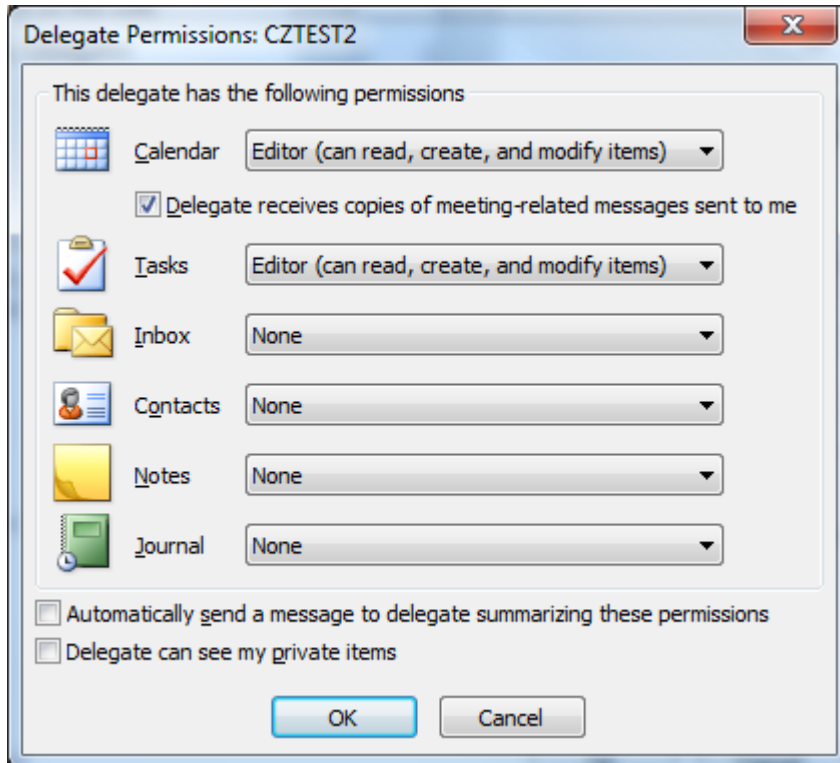 Delegate Permissions: CZTEST2
This delegate has the following permissions
Calendar Editor (can read, create, and modify items)
Delegate receives copies of meeting-related messages sent to me
Tasks Editor (can read, create, and modify items)
Inbox None
Contacts None
Notes None
Journal None
Automatically send a message to delegate summarizing these permissions
Delegate can see my private items
OK Cancel